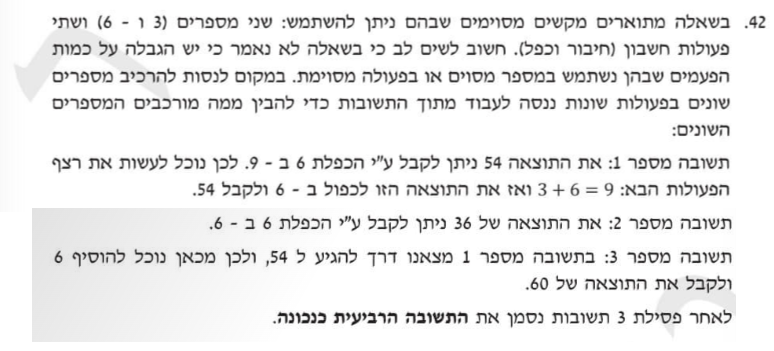 42. בשאלה מתוארים מקשים מסוימים שבהם ניתן להשתמש: שני מספרים (3 ו - 6) ושתי
פעולות חשבון (חיבור וכפל). חשוב לשים לב כי בשאלה לא נאמר כי יש הגבלה על כמות
הפעמים שבהן נשתמש במספר מסוים או בפעולה מסוימת. במקום לנסות להרכיב מספרים
שונים בפעולות שונות ננסה לעבוד מתוך התשובות כדי להבין ממה מורכבים המספרים
השונים:
תשובה מספר 1: את התוצאה 54 ניתן לקבל ע"י הכפלת 6 ב - 9. לכן נוכל לעשות את רצף
הפעולות הבא: 3 + 6 = 9 ואז את התוצאה הזו לכפול ב - 6 ולקבל 54.
תשובה מספר 2: את התוצאה של 36 ניתן לקבל ע"י הכפלת 6 ב - 6.
תשובה מספר 3: בתשובה מספר 1 מצאנו דרך להגיע ל 54, ולכן מכאן נוכל להוסיף 6
ולקבל את התוצאה של 60.
לאחר פסילת 3 תשובות נסמן את התשובה הרביעית כנכונה.